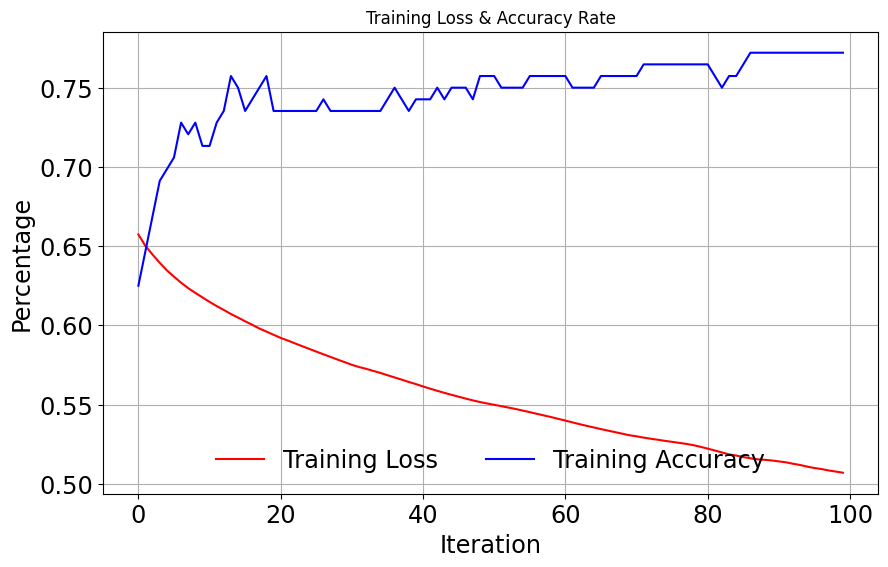 Training Loss & Accuracy Rate
0.75
0.70
0.65
0.60
0.55
0.50
Percentage
Training Loss Training Accuracy
0 20 40 60 80 100
Iteration